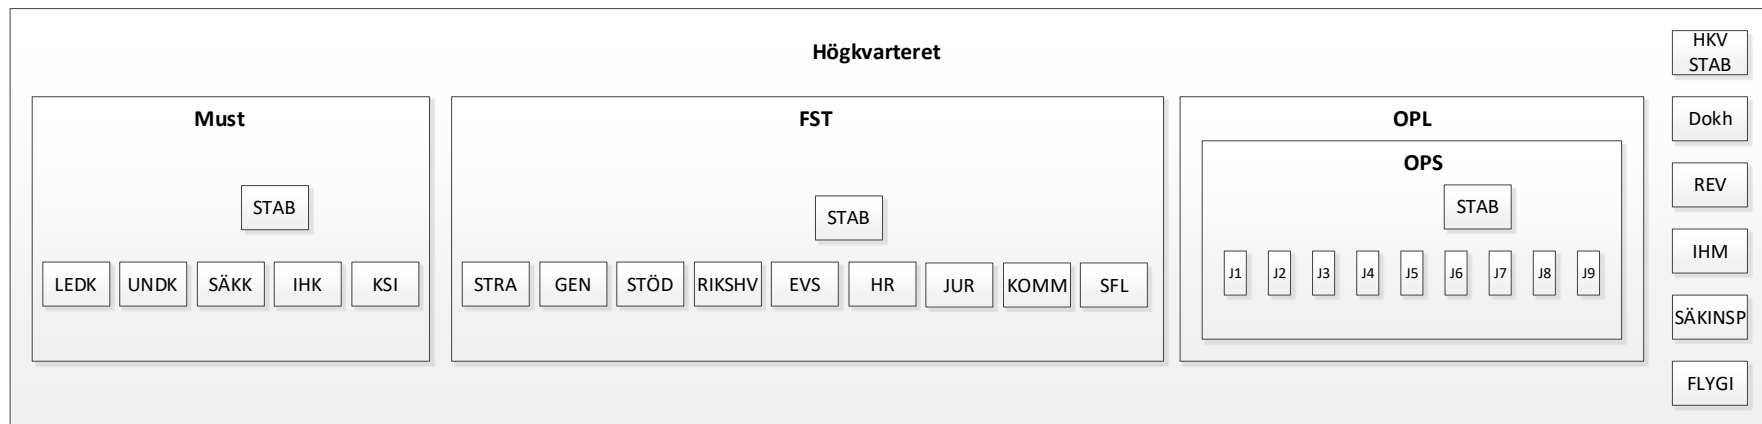 Högkvarteret
Must
STAB
LEDK UNDK SÄKK IHK KSI
FST
STAB
STRA GEN STÖD RIKSHV EVS HR JUR KOMM SFL
OPL
OPS
STAB
J1 J2 J3 J4 J5 J6 J7 J8 J9
HKV
STAB
Dokh
REV
IHM
SÄKINSP
FLYGI